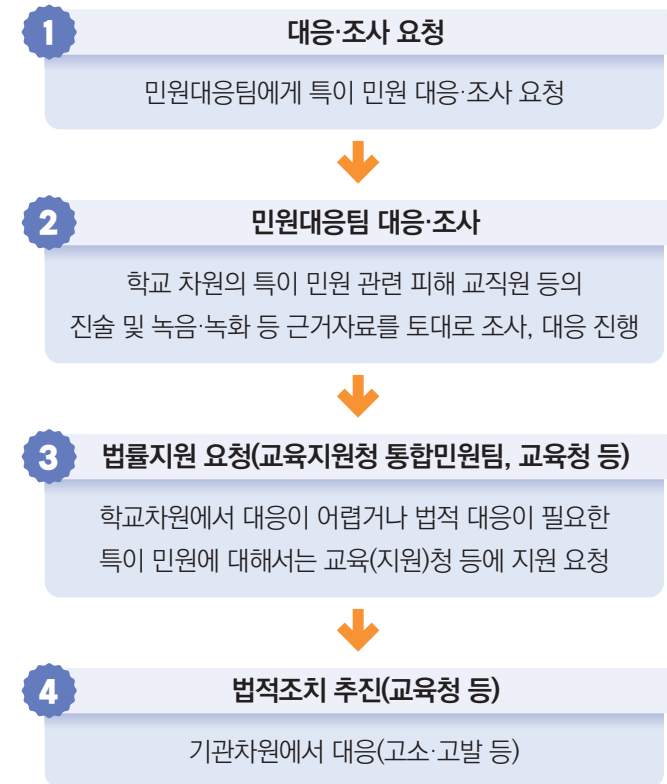 1
대응·조사 요청
민원대응팀에게 특이 민원 대응·조사 요청
2
민원대응팀 대응·조사
학교 차원의 특이 민원 관련 피해 교직원 등의
진술 및 녹음·녹화 등 근거자료를 토대로 조사, 대응 진행
3
법률지원 요청(교육지원청 통합민원팀, 교육청 등)
학교차원에서 대응이 어렵거나 법적 대응이 필요한
특이 민원에 대해서는 교육(지원)청 등에 지원 요청
4
법적조치 추진(교육청 등)
기관차원에서 대응(고소·고발 등)